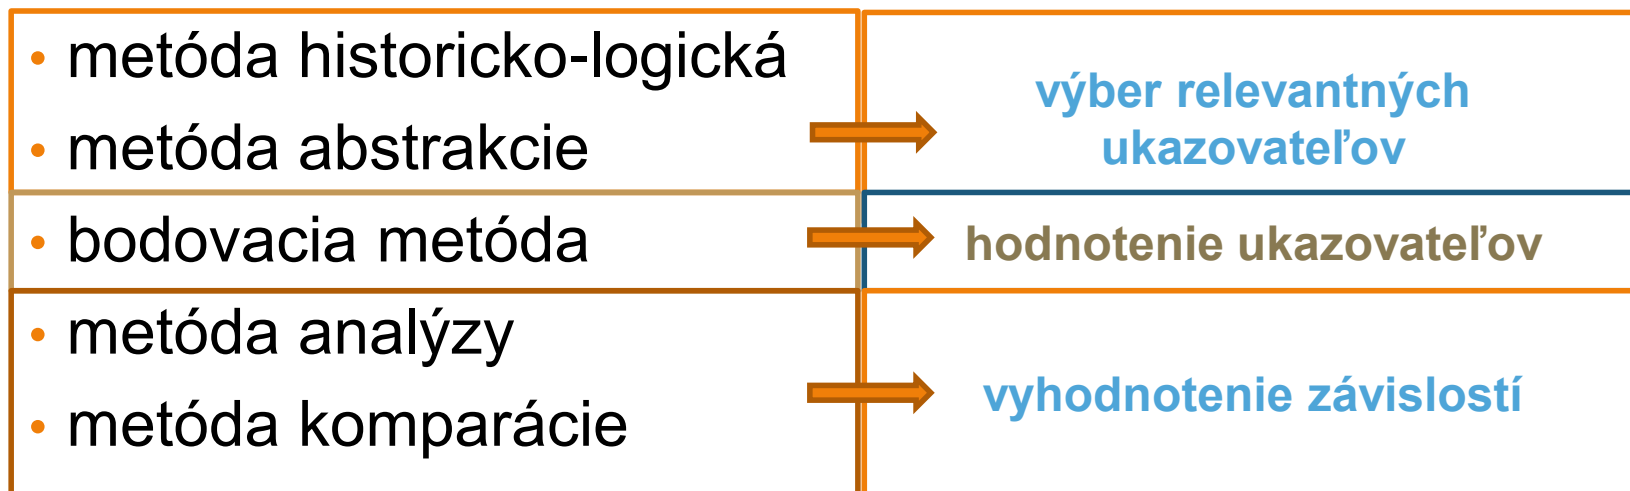 • metóda historicko-logická
• metóda abstrakcie
výber relevantných
ukazovateľov
• bodovacia metóda
hodnotenie ukazovateľov
• metóda analýzy
• metóda komparácie
vyhodnotenie závislostí